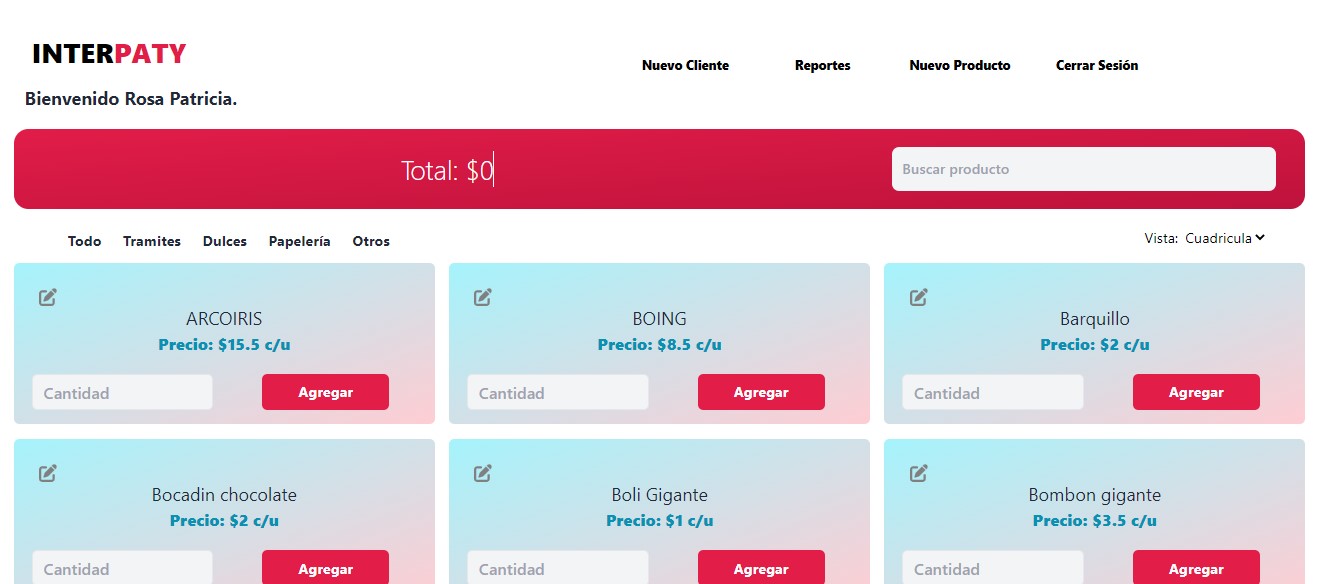 INTERPATY
Nuevo Cliente Reportes Nuevo Producto Cerrar Sesión
Bienvenido Rosa Patricia.
Total: $0 Buscar producto
Todo Tramites Dulces Papelería Otros Vista: Cuadricula
ARCOIRIS
Precio: $15.5 c/u
Cantidad Agregar
BOING
Precio: $8.5 c/u
Cantidad Agregar
Barquillo
Precio: $2 c/u
Cantidad Agregar
Bocadin chocolate
Precio: $2 c/u
Cantidad Agregar
Boli Gigante
Precio: $1 c/u
Cantidad Agregar
Bombon gigante
Precio: $3.5 c/u
Cantidad Agregar